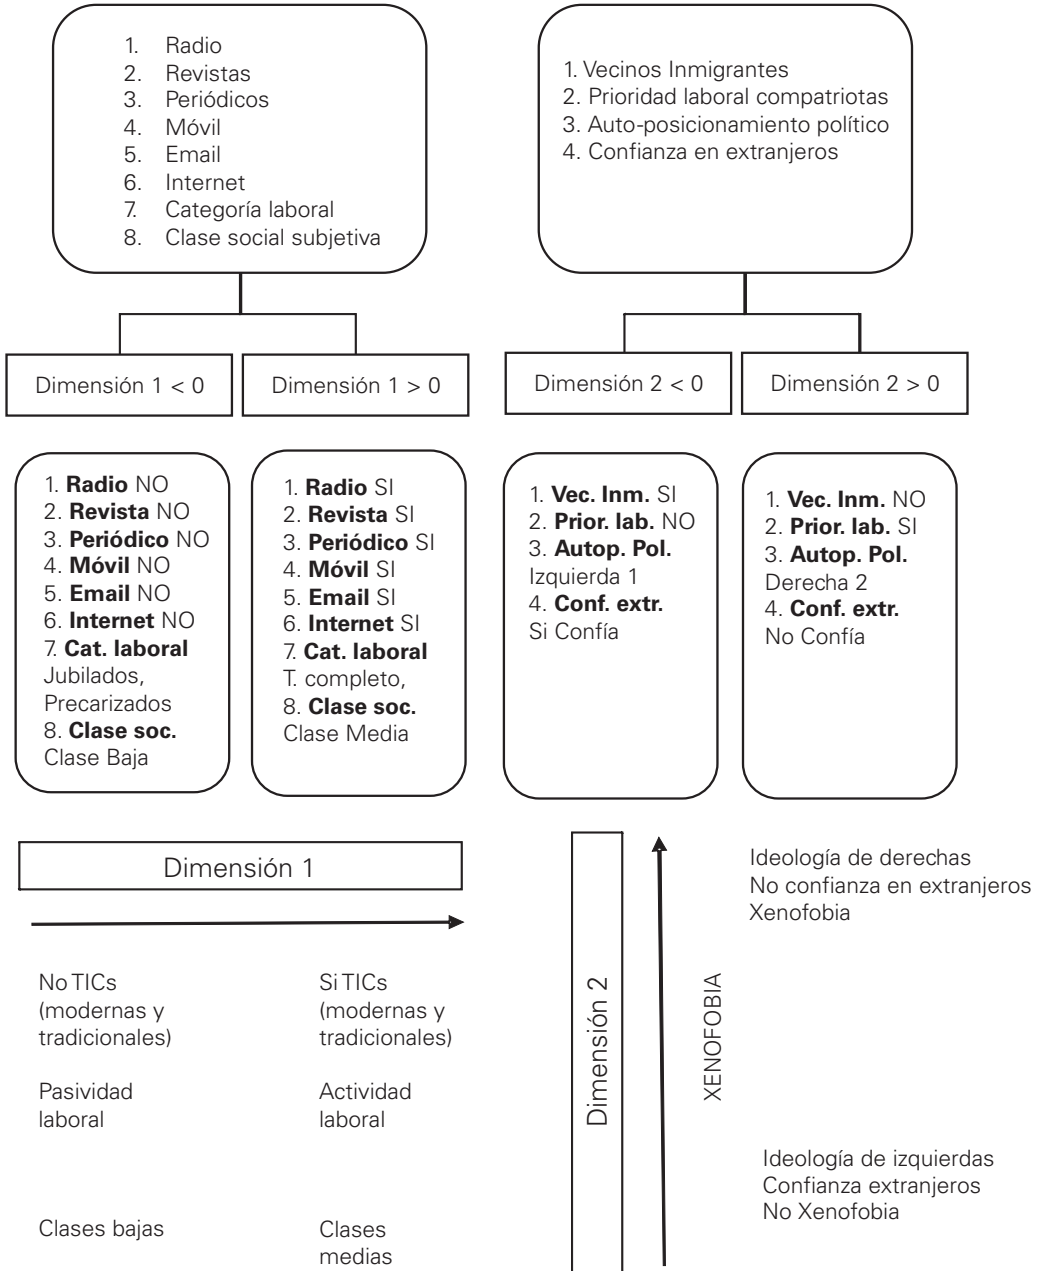 1. Radio
2. Revistas
3. Periódicos
4. Móvil
5. Email
6. Internet
7. Categoría laboral
8. Clase social subjetiva
1. Vecinos Inmigrantes
2. Prioridad laboral compatriotas
3. Auto-posicionamiento político
4. Confianza en extranjeros
Dimensión 1 < 0
Dimensión 1 > 0
Dimensión 2 < 0
Dimensión 2 > 0
1. Radio NO
2. Revista NO
3. Periódico NO
4. Móvil NO
5. Email NO
6. Internet NO
7. Cat. laboral
Jubilados,
Precarizados
8. Clase soc.
Clase Baja
1. Radio SI
2. Revista SI
3. Periódico SI
4. Móvil SI
5. Email SI
6. Internet SI
7. Cat. laboral
T. completo,
8. Clase soc.
Clase Media
1. Vec. Inm. SI
2. Prior. lab. NO
3. Autop. Pol.
Izquierda 1
4. Conf. extr.
Si Confía
1. Vec. Inm. NO
2. Prior. lab. SI
3. Autop. Pol.
Derecha 2
4. Conf. extr.
No Confía
Dimensión 1
No TICs
(modernas y
tradicionales)
Si TICs
(modernas y
tradicionales)
Pasividad
laboral
Actividad
laboral
Clases bajas
Clases
medias
Dimensión 2
XENOFOBIA
Ideología de derechas
No confianza en extranjeros
Xenofobia
Ideología de izquierdas
Confianza extranjeros
No Xenofobia